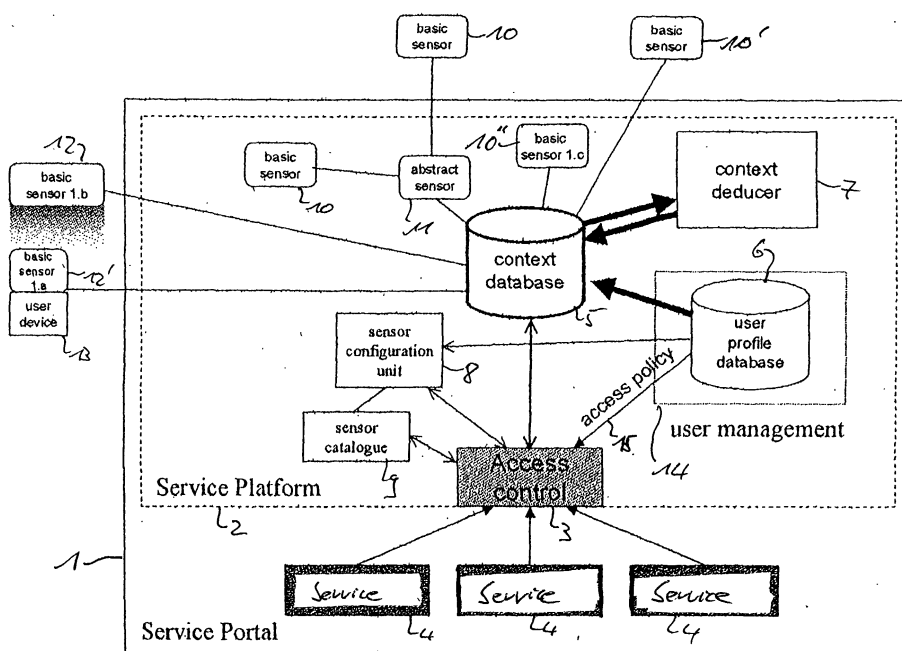 basic
sensor
10
basic
sensor
10'
12
basic
sensor 1.b
basic
sensor
10
abstract
sensor
11
10"
basic
sensor 1.c
context
deducer
7
basic
sensor 1.a
12'
user
device
13
context
database
5
6
user
profile
database
sensor
configuration
unit
8
access policy
15
user management
14
sensor
catalogue
9
Access
control
3
Service Platform
2
1
Service
4
Service
4
Service
4
Service Portal